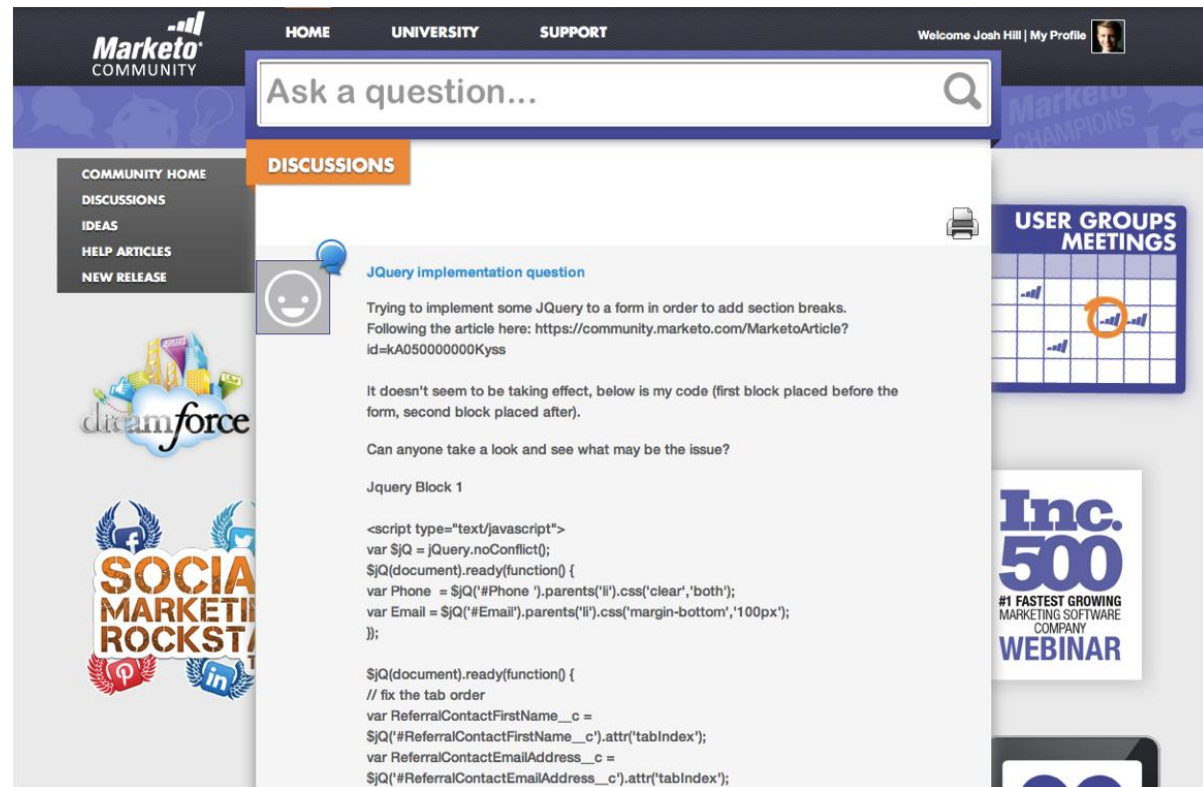 Marketo
COMMUNITY
HOME
UNIVERSITY
SUPPORT
Welcome Josh Hill | My Profile
Ask a question...
Marketo
CHAMPIONS
COMMUNITY HOME
DISCUSSIONS
IDEAS
HELP ARTICLES
NEW RELEASE
DISCUSSIONS
JQuery implementation question
Trying to implement some JQuery to a form in order to add section breaks.
Following the article here: https://community.marketo.com/MarketoArticle?
id=kA050000000Kyss
It doesn't seem to be taking effect, below is my code (first block placed before the
form, second block placed after).
Can anyone take a look and see what may be the issue?
Jquery Block 1
<script type="text/javascript">
var $jQ = jQuery.noConflict();
$jQ(document).ready(function() {
var Phone  = $jQ('#Phone ').parents('li').css('clear','both');
var Email = $jQ('#Email').parents('li').css('margin-bottom','100px');
});
$jQ(document).ready(function() {
// fix the tab order
var ReferralContactFirstName__c =
$jQ('#ReferralContactFirstName__c').attr('tabIndex');
var ReferralContactEmailAddress__c =
$jQ('#ReferralContactEmailAddress__c').attr('tabIndex');
dreamforce
SOCIA
MARKETI
ROCKST
USER GROUPS
MEETINGS
Inc.
500
#1 FASTEST GROWING
MARKETING SOFTWARE
COMPANY
WEBINAR